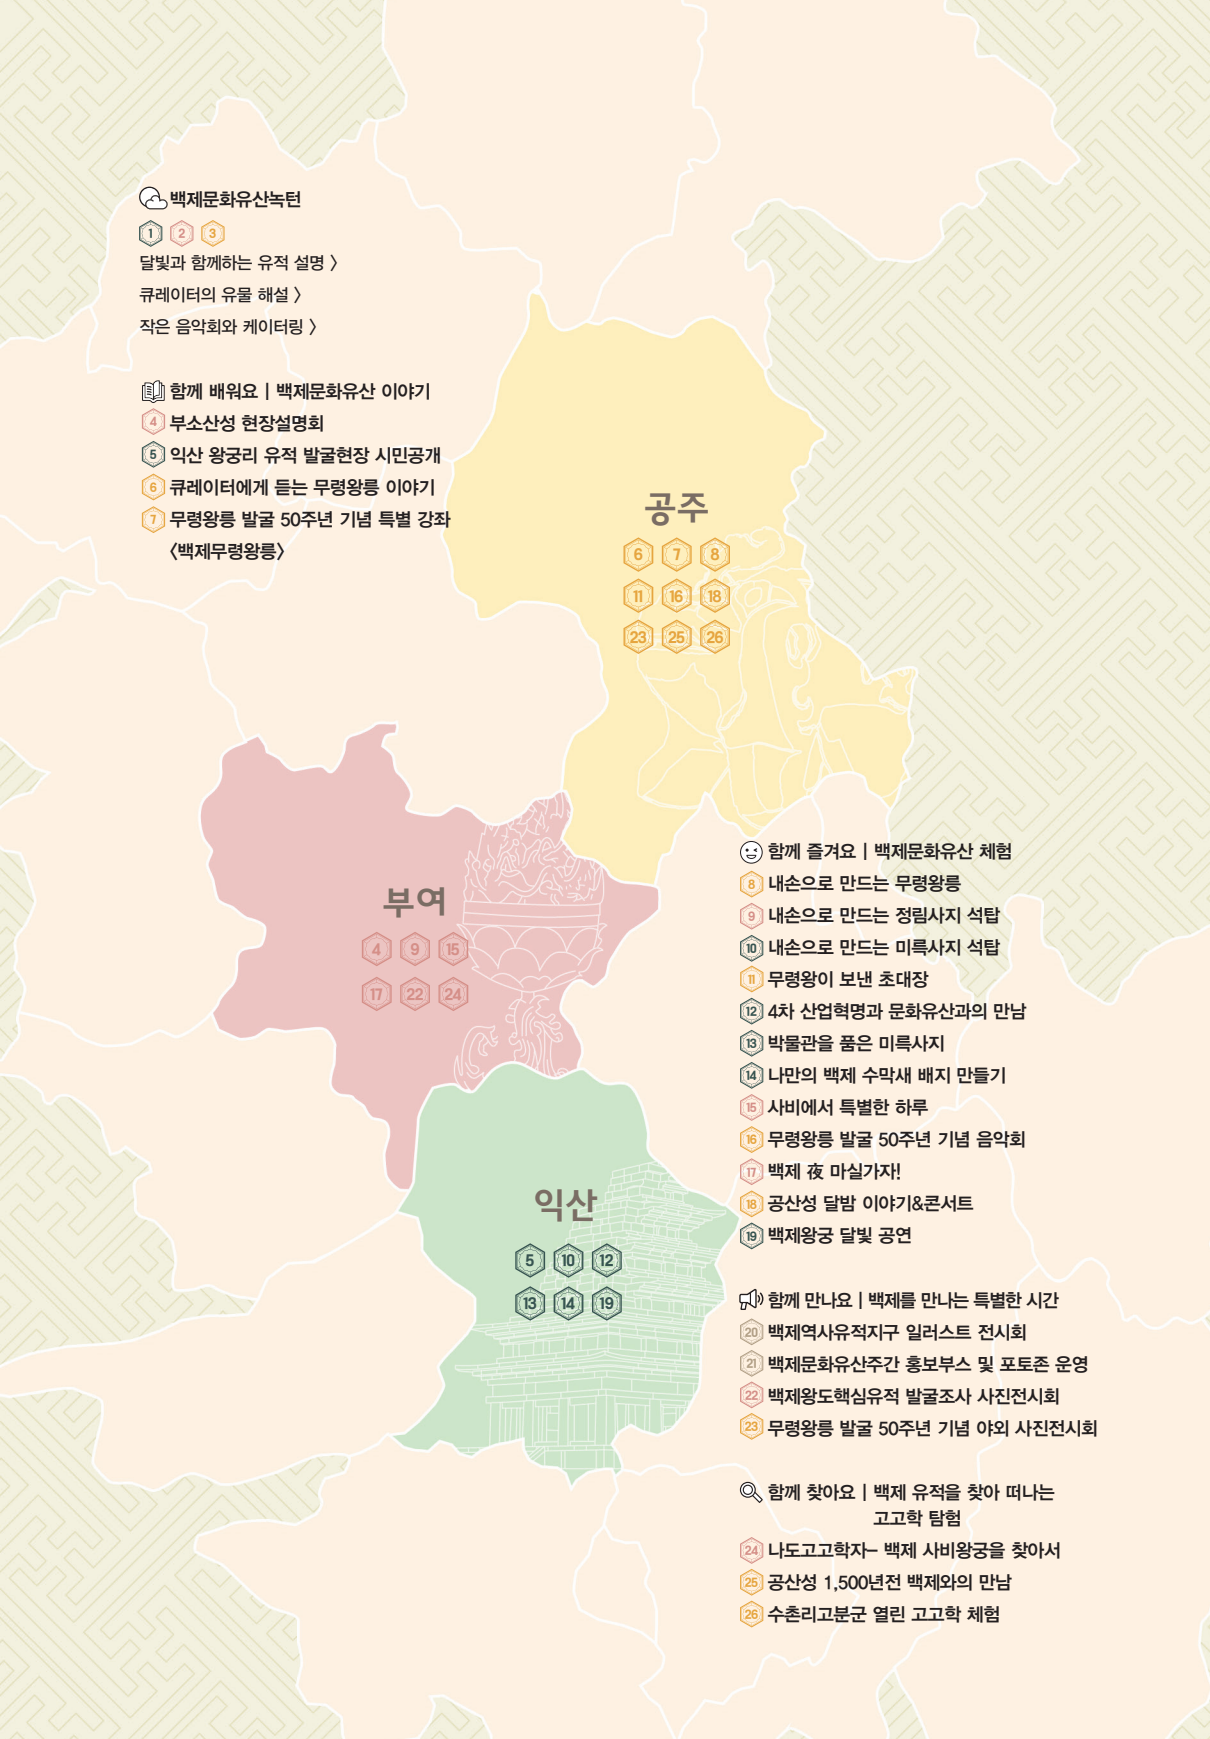 백제문화유산녹턴
1 2 3
달빛과 함께하는 유적 설명 〉
큐레이터의 유물 해설 〉
작은 음악회와 케이터링 〉
함께 배워요 | 백제문화유산 이야기
4 부소산성 현장설명회
5 익산 왕궁리 유적 발굴현장 시민공개
6 큐레이터에게 듣는 무령왕릉 이야기
7 무령왕릉 발굴 50주년 기념 특별 강좌
〈백제무령왕릉〉
공주
6 7 8
11 16 18
23 25 26
부여
4 9 15
17 22 24
익산
5 10 12
13 14 19
함께 즐겨요 | 백제문화유산 체험
8 내손으로 만드는 무령왕릉
9 내손으로 만드는 정림사지 석탑
10 내손으로 만드는 미륵사지 석탑
11 무령왕이 보낸 초대장
12 4차 산업혁명과 문화유산과의 만남
13 박물관을 품은 미륵사지
14 나만의 백제 수막새 배지 만들기
15 사비에서 특별한 하루
16 무령왕릉 발굴 50주년 기념 음악회
17 백제 夜 마실가자!
18 공산성 달밤 이야기&콘서트
19 백제왕궁 달빛 공연
함께 만나요 | 백제를 만나는 특별한 시간
20 백제역사유적지구 일러스트 전시회
21 백제문화유산주간 홍보부스 및 포토존 운영
22 백제왕도핵심유적 발굴조사 사진전시회
23 무령왕릉 발굴 50주년 기념 야외 사진전시회
함께 찾아요 | 백제 유적을 찾아 떠나는
고고학 탐험
24 나도고고학자– 백제 사비왕궁을 찾아서
25 공산성 1,500년전 백제와의 만남
26 수촌리고분군 열린 고고학 체험